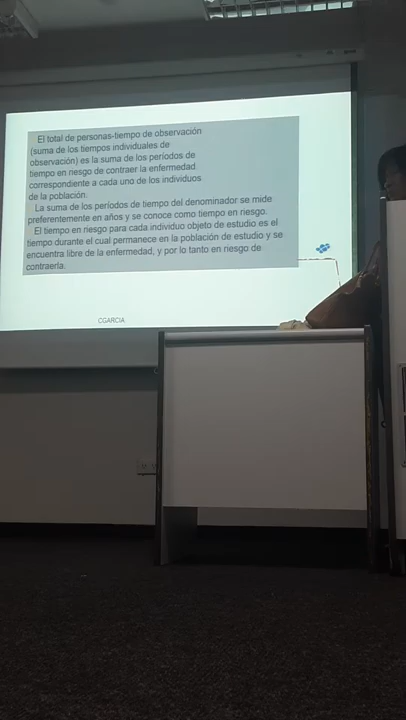 El total de personas-tiempo de observación
(suma de los tiempos individuales de
observación) es la suma de los períodos de
tiempo en riesgo de contraer la enfermedad
correspondiente a cada uno de los individuos
de la población.
La suma de los períodos de tiempo del denominador se mide
preferentemente en años y se conoce como tiempo en riesgo.
El tiempo en riesgo para cada individuo objeto de estudio es el
tiempo durante el cual permanece en la población de estudio y se
encuentra libre de la enfermedad, y por lo tanto en riesgo de
contraerla.
CGARCIA